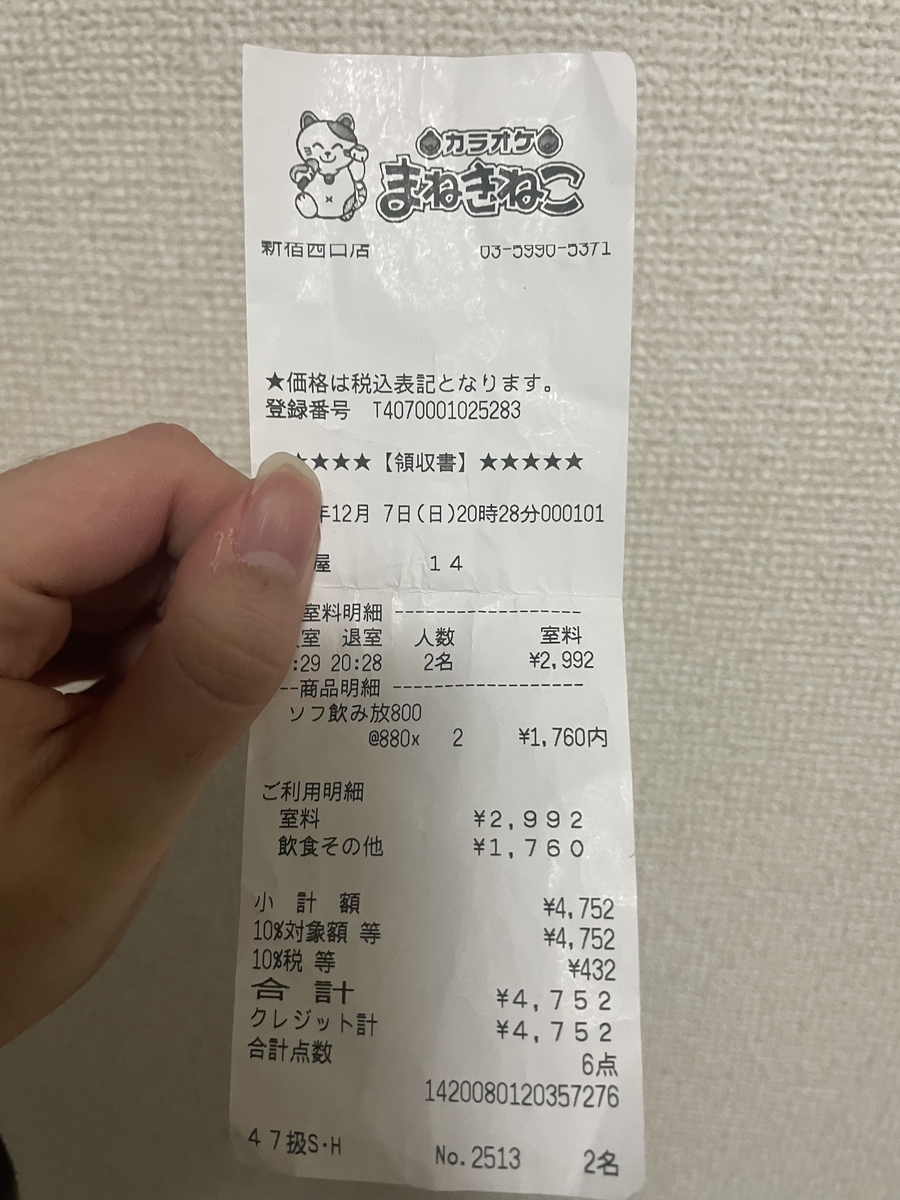 カラオケ
まねきねこ
新宿西口店 03-5990-5371
★価格は税込表記となります。
登録番号 T4070001025283
★★★★【領収書】★★★★★
年12月 7日(日)20時28分000101
屋 14
室料明細 ------------------
室 退室 人数 室料
:29 20:28 2名 ¥2,992
--商品明細 ------------------
ソフ飲み放800
@880x 2 ¥1,760内
ご利用明細
室料 ¥2,992
飲食その他 ¥1,760
小 計 額 ¥4,752
10%対象額 等 ¥4,752
10%税 等 ¥432
合 計 ¥4,752
クレジット計 ¥4,752
合計点数 6点
1420080120357276
47扱S・H No.2513 2名